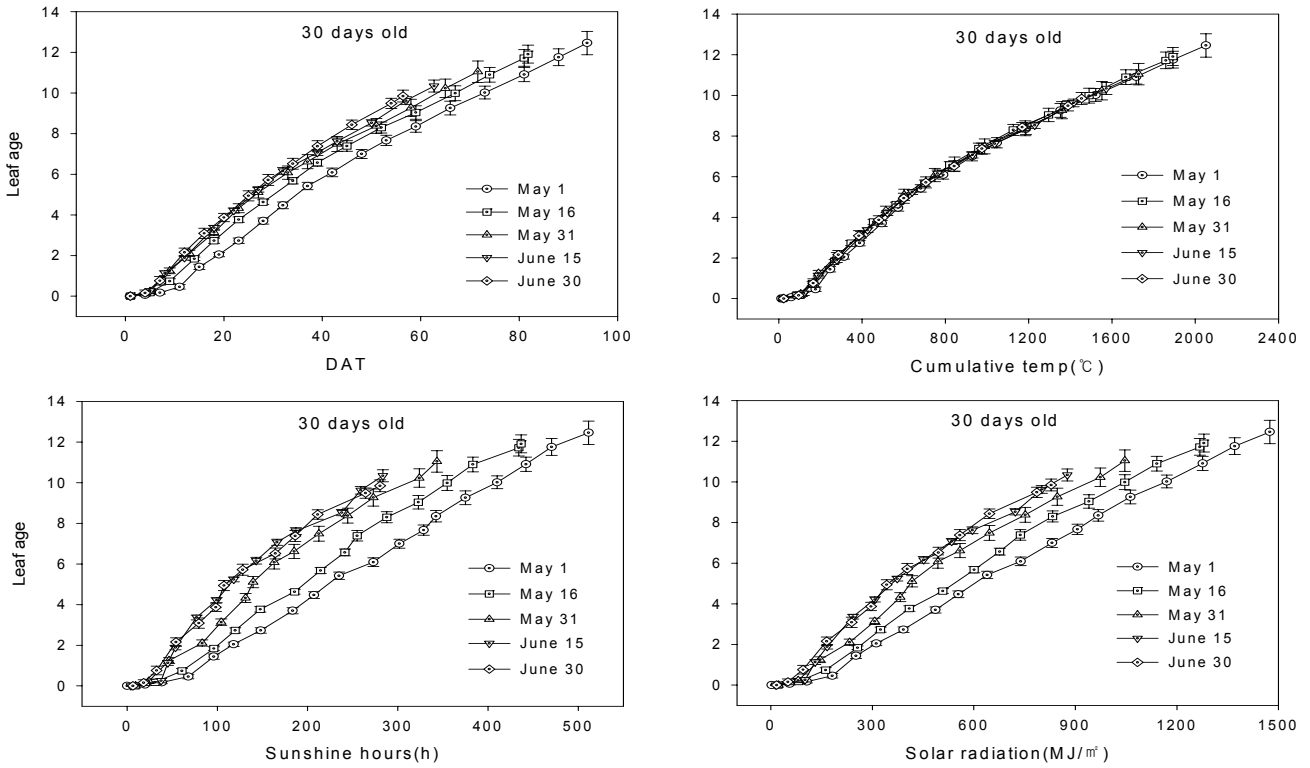 30 days old
14
12
10
8
6
4
2
0
Leaf age
May 1
May 16
May 31
June 15
June 30
0 20 40 60 80 100
DAT
30 days old
14
12
10
8
6
4
2
0
May 1
May 16
May 31
June 15
June 30
0 400 800 1200 1600 2000 2400
Cumulative temp(℃)
30 days old
14
12
10
8
6
4
2
0
Leaf age
May 1
May 16
May 31
June 15
June 30
0 100 200 300 400 500
Sunshine hours(h)
30 days old
14
12
10
8
6
4
2
0
May 1
May 16
May 31
June 15
June 30
0 300 600 900 1200 1500
Solar radiation(MJ/㎡)